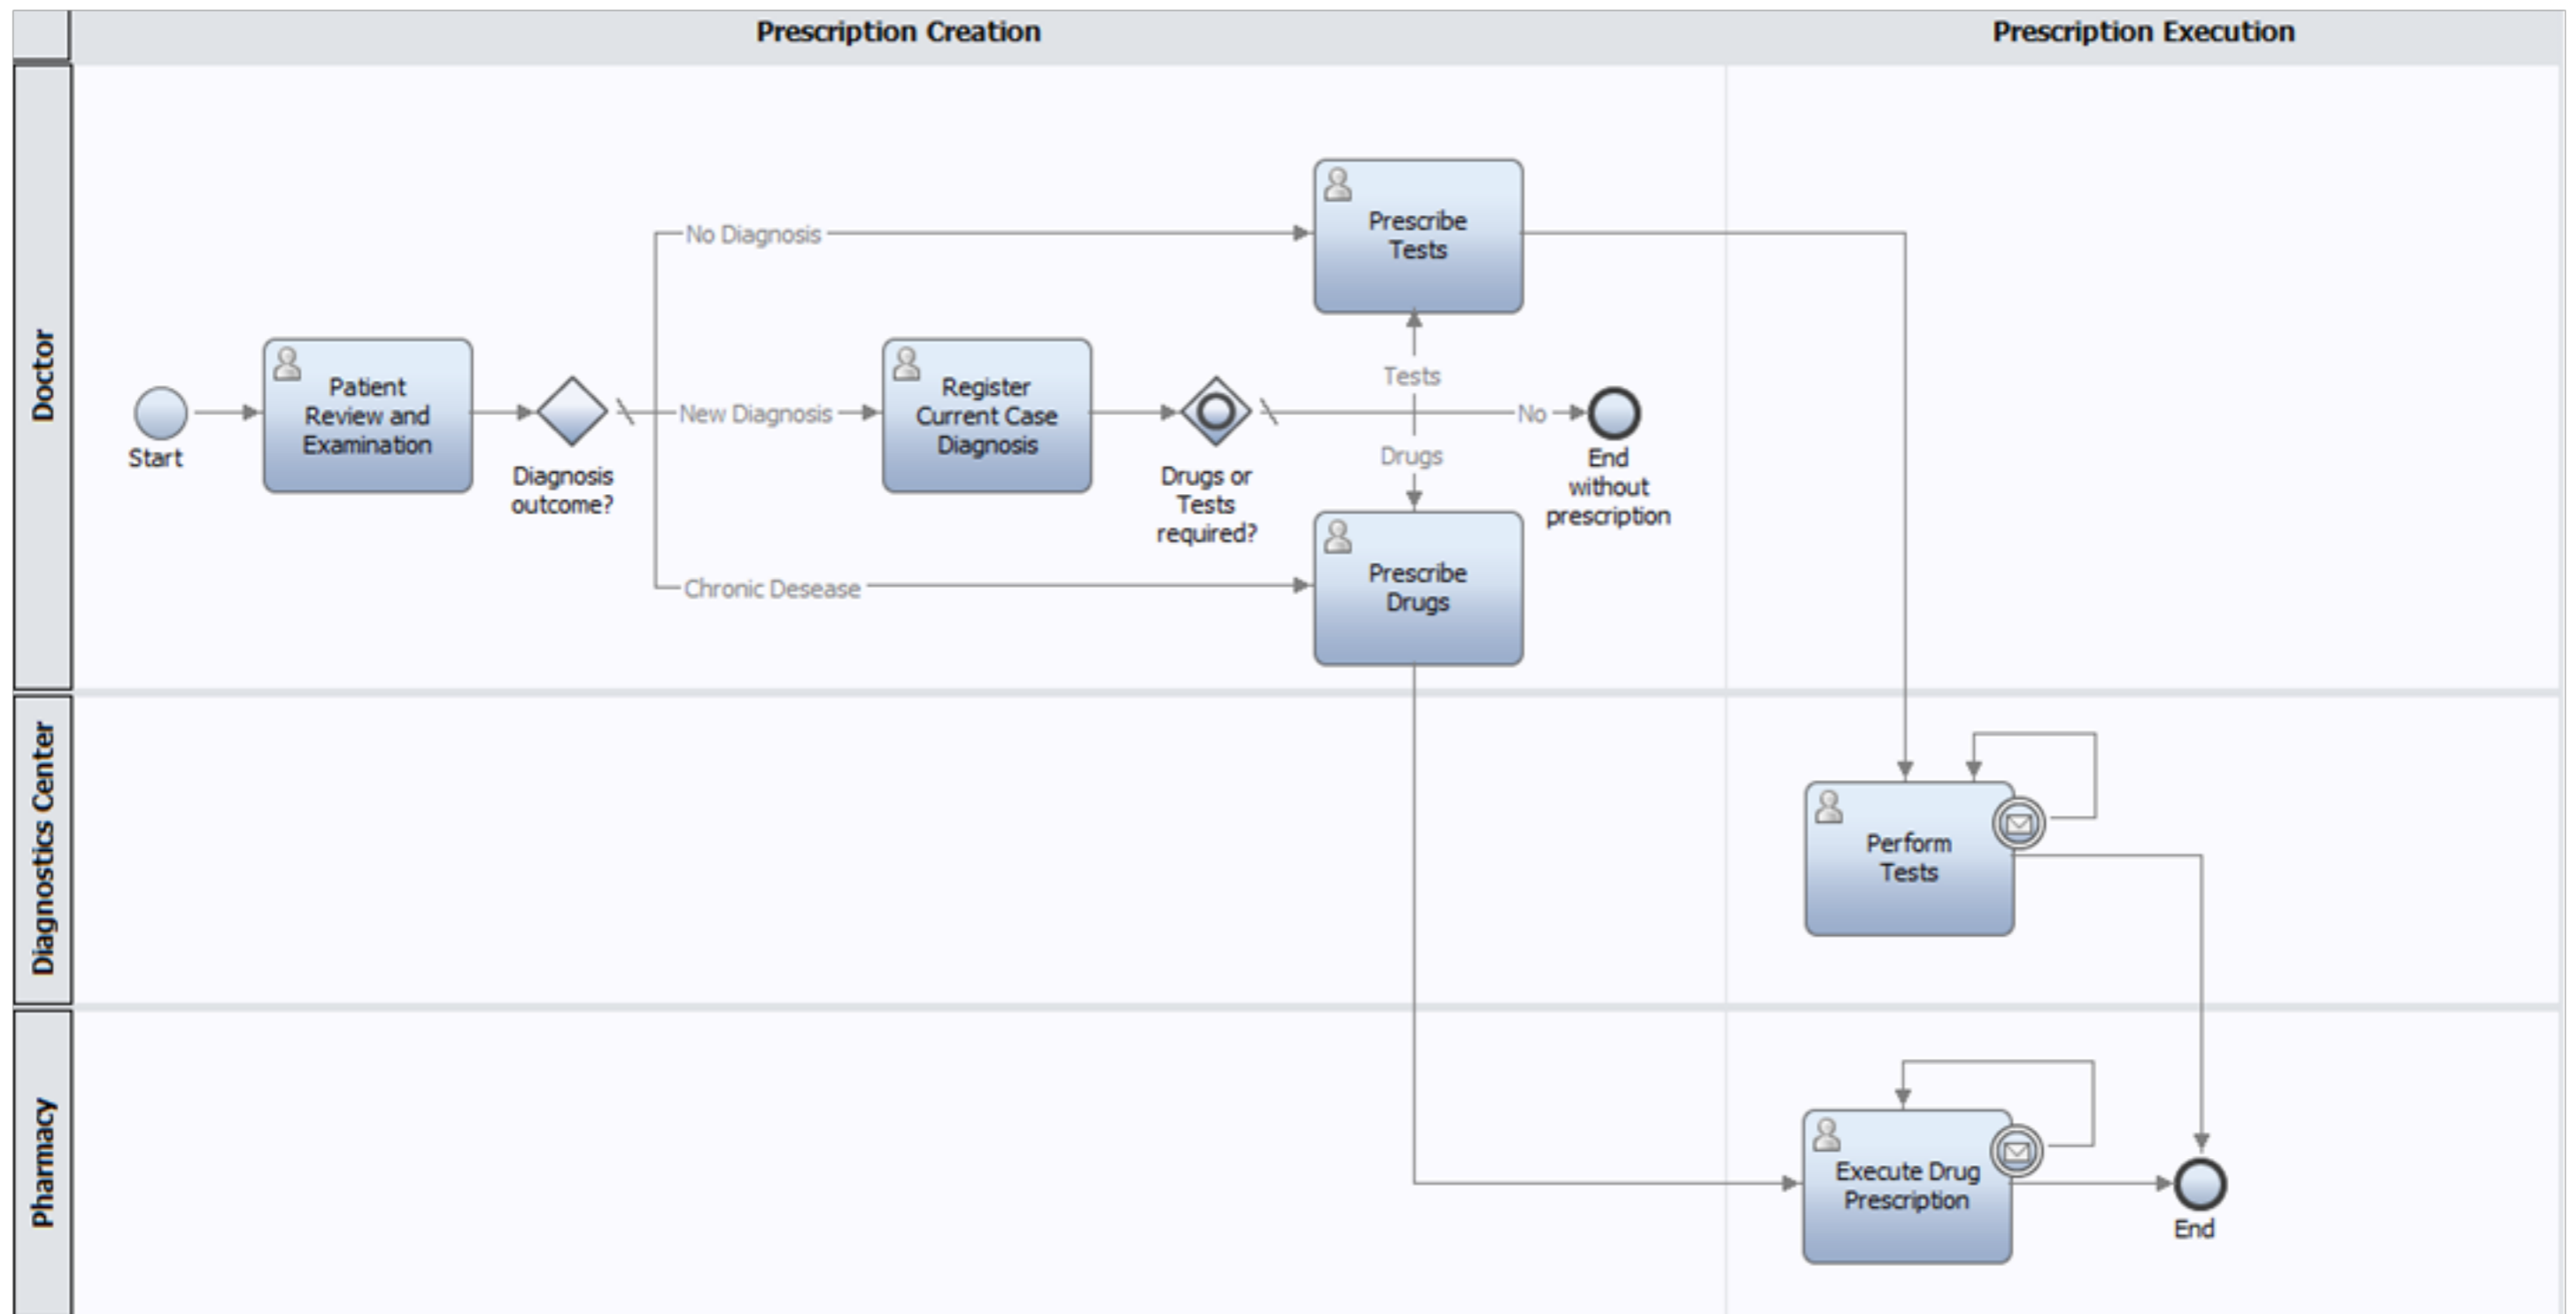 Prescription Creation
Prescription Execution
Doctor
Start
Patient
Review and
Examination
Diagnosis
outcome?
No Diagnosis
New Diagnosis
Chronic Desease
Register
Current Case
Diagnosis
Drugs or
Tests
required?
Prescribe
Tests
Tests
No
Drugs
End
without
prescription
Prescribe
Drugs
Diagnostics Center
Perform
Tests
Pharmacy
Execute Drug
Prescription
End